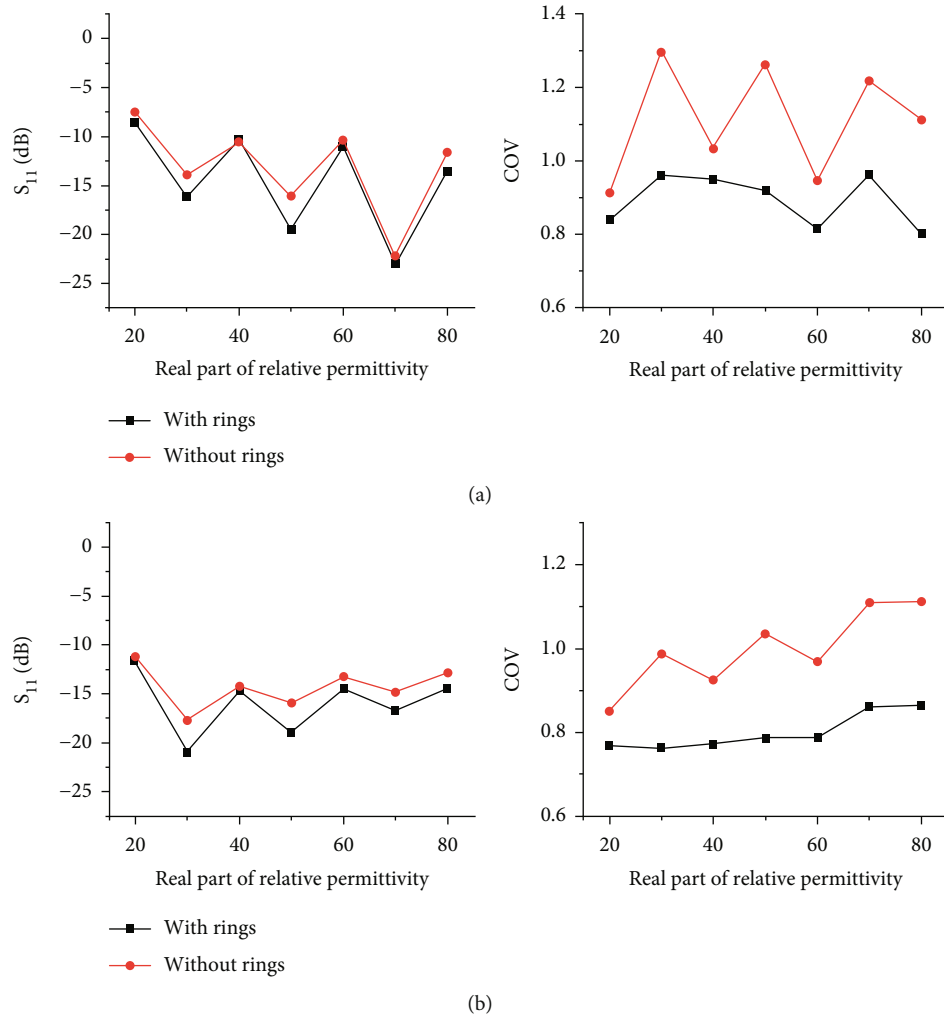 0
−5
−10
−15
−20
−25
S11 (dB)
20 40 60 80
Real part of relative permittivity
1.4
1.2
1.0
0.8
0.6
COV
20 40 60 80
Real part of relative permittivity
With rings
Without rings
(a)
0
−5
−10
−15
−20
−25
S11 (dB)
20 40 60 80
Real part of relative permittivity
1.2
1.0
0.8
0.6
COV
20 40 60 80
Real part of relative permittivity
With rings
Without rings
(b)